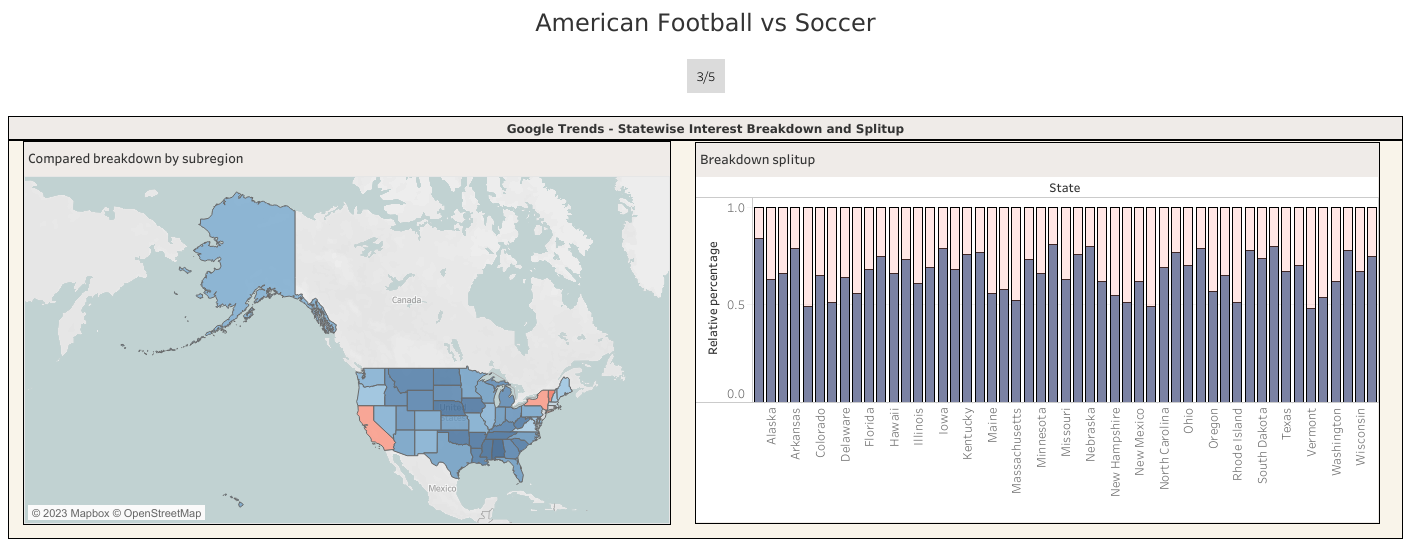 American Football vs Soccer
3/5
Google Trends - Statewise Interest Breakdown and Splitup
Compared breakdown by subregion
Canada
Mexico
© 2023 Mapbox © OpenStreetMap
Breakdown splitup
State
Relative percentage
1.0
0.5
0.0
Alaska
Arkansas
Colorado
Delaware
Florida
Hawaii
Illinois
Iowa
Kentucky
Maine
Massachusetts
Minnesota
Missouri
Nebraska
New Hampshire
New Mexico
North Carolina
Ohio
Oregon
Rhode Island
South Dakota
Texas
Vermont
Washington
Wisconsin